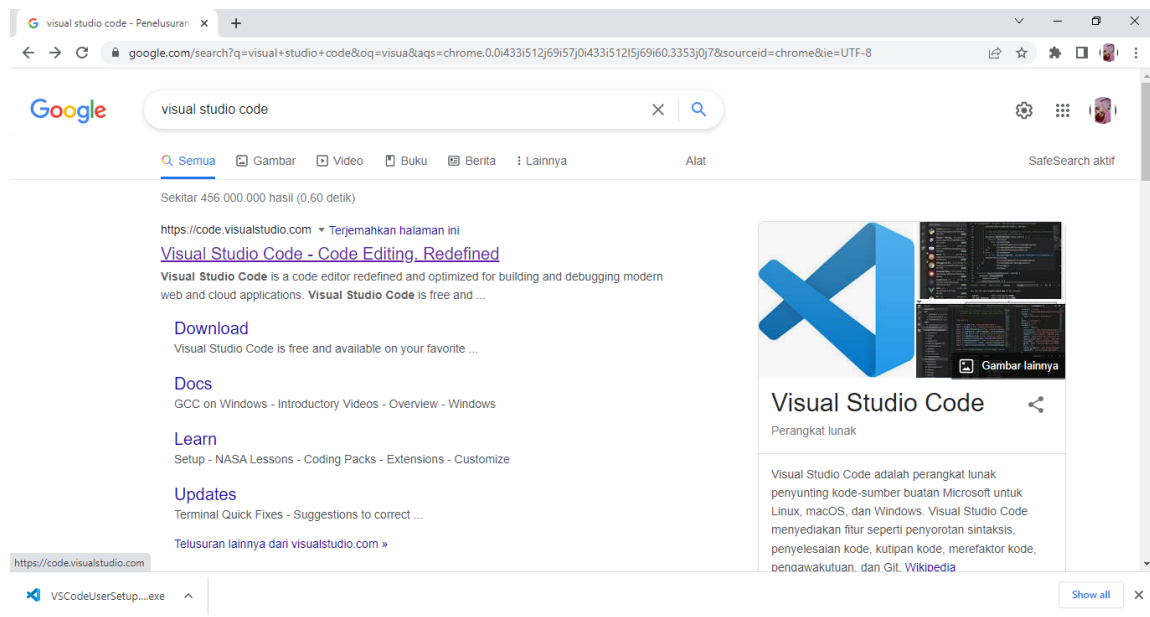 visual studio code - Penelusuran
google.com/search?q=visual+studio+code&oq=visua&aqs=chrome.0.0i433i512j69i57j0i433i512l5j69i60.3353j0j7&sourceid=chrome&ie=UTF-8
Google
visual studio code
Semua Gambar Video Buku Berita Lainnya Alat SafeSearch aktif
Sekitar 456.000.000 hasil (0,60 detik)
https://code.visualstudio.com Terjemahkan halaman ini
Visual Studio Code - Code Editing. Redefined
Visual Studio Code is a code editor redefined and optimized for building and debugging modern
web and cloud applications. Visual Studio Code is free and ...
Download
Visual Studio Code is free and available on your favorite ...
Docs
GCC on Windows - Introductory Videos - Overview - Windows
Learn
Setup - NASA Lessons - Coding Packs - Extensions - Customize
Updates
Terminal Quick Fixes - Suggestions to correct ...
Telusuran lainnya dari visualstudio.com »
Gambar lainnya
Visual Studio Code
Perangkat lunak
Visual Studio Code adalah perangkat lunak
penyunting kode-sumber buatan Microsoft untuk
Linux, macOS, dan Windows. Visual Studio Code
menyediakan fitur seperti penyorotan sintaksis,
penyelesaian kode, kutipan kode, merefaktor kode,
pengawakutuan, dan Git. Wikipedia
https://code.visualstudio.com
VSCodeUserSetup....exe
Show all